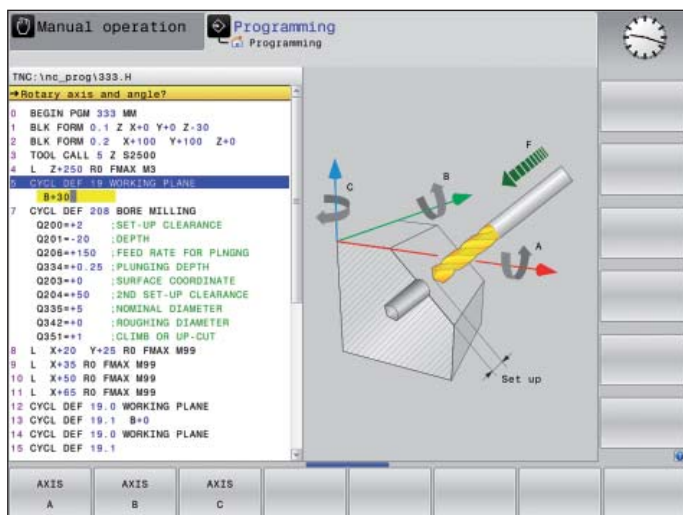 Manual operation
Programming
Programming
TNC:\nc_prog\333.H
→Rotary axis and angle?
0 BEGIN PGM 333 MM
1 BLK FORM 0.1 Z X+0 Y+0 Z-30
2 BLK FORM 0.2 X+100 Y+100 Z+0
3 TOOL CALL 5 Z S2500
4 L Z+250 R0 FMAX M3
5 CYCL DEF 19 WORKING PLANE
B+30
7 CYCL DEF 208 BORE MILLING
Q200=+2 ;SET-UP CLEARANCE
Q201=-20 ;DEPTH
Q206=+150 ;FEED RATE FOR PLNGNG
Q334=+0.25 ;PLUNGING DEPTH
Q203=+0 ;SURFACE COORDINATE
Q204=+50 ;2ND SET-UP CLEARANCE
Q335=+5 ;NOMINAL DIAMETER
Q342=+0 ;ROUGHING DIAMETER
Q351=+1 ;CLIMB OR UP-CUT
8 L X+20 Y+25 R0 FMAX M99
9 L X+35 R0 FMAX M99
10 L X+50 R0 FMAX M99
11 L X+65 R0 FMAX M99
12 CYCL DEF 19.0 WORKING PLANE
13 CYCL DEF 19.1 B+0
14 CYCL DEF 19.0 WORKING PLANE
15 CYCL DEF 19.1
F
B
C
A
Set up
AXIS
A
AXIS
B
AXIS
C